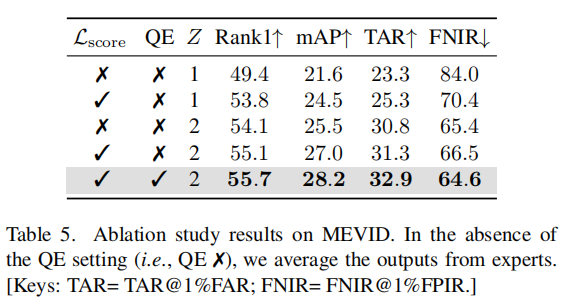 L_score QE Z Rank1↑ mAP↑ TAR↑ FNIR↓
✗ ✗ 1 49.4 21.6 23.3 84.0
✓ ✗ 1 53.8 24.5 25.3 70.4
✗ ✗ 2 54.1 25.5 30.8 65.4
✓ ✗ 2 55.1 27.0 31.3 66.5
✓ ✓ 2 55.7 28.2 32.9 64.6
Table 5. Ablation study results on MEVID. In the absence of
the QE setting (i.e., QE ✗), we average the outputs from experts.
[Keys: TAR= TAR@1%FAR; FNIR= FNIR@1%FPIR.]